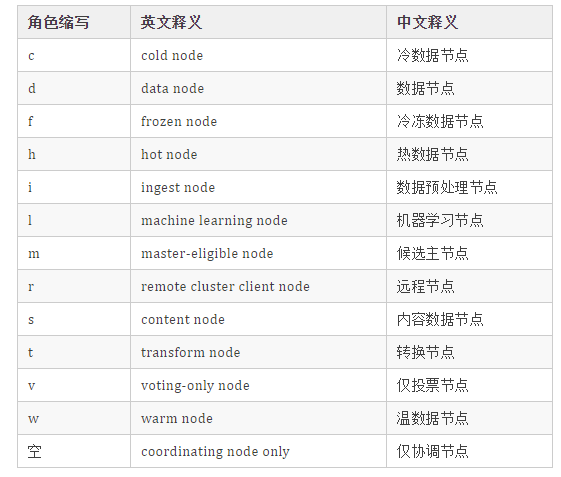 角色缩写 英文释义 中文释义
c cold node 冷数据节点
d data node 数据节点
f frozen node 冷冻数据节点
h hot node 热数据节点
i ingest node 数据预处理节点
l machine learning node 机器学习节点
m master-eligible node 候选主节点
r remote cluster client node 远程节点
s content node 内容数据节点
t transform node 转换节点
v voting-only node 仅投票节点
w warm node 温数据节点
空 coordinating node only 仅协调节点